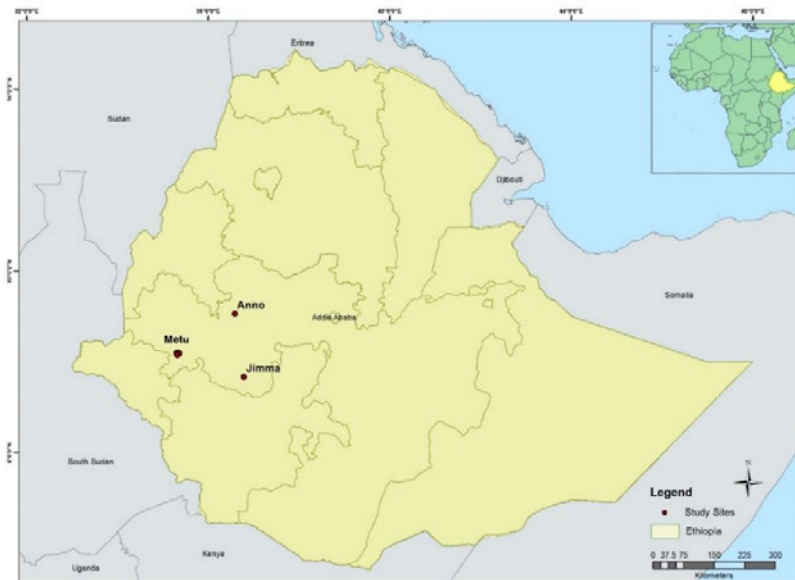 Eritrea
Sudan
Djibouti
Somalia
Anno
Addis Ababa
Metu
Jimma
South Sudan
N
Legend
Study Sites
Ethiopia
Kenya
Uganda
0 37.5 75 150 225 300
Kilometers